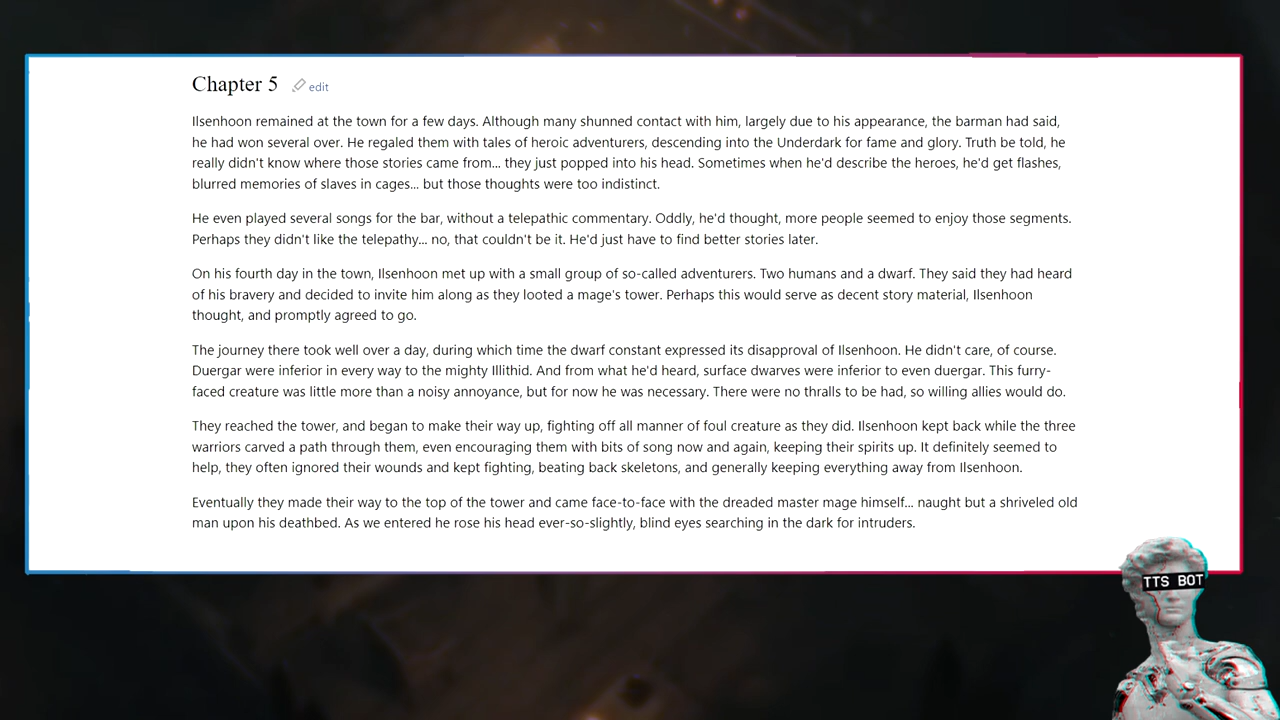 Chapter 5 edit
Ilsenhoon remained at the town for a few days. Although many shunned contact with him, largely due to his appearance, the barman had said,
he had won several over. He regaled them with tales of heroic adventurers, descending into the Underdark for fame and glory. Truth be told, he
really didn't know where those stories came from... they just popped into his head. Sometimes when he'd describe the heroes, he'd get flashes,
blurred memories of slaves in cages... but those thoughts were too indistinct.
He even played several songs for the bar, without a telepathic commentary. Oddly, he'd thought, more people seemed to enjoy those segments.
Perhaps they didn't like the telepathy... no, that couldn't be it. He'd just have to find better stories later.
On his fourth day in the town, Ilsenhoon met up with a small group of so-called adventurers. Two humans and a dwarf. They said they had heard
of his bravery and decided to invite him along as they looted a mage's tower. Perhaps this would serve as decent story material, Ilsenhoon
thought, and promptly agreed to go.
The journey there took well over a day, during which time the dwarf constant expressed its disapproval of Ilsenhoon. He didn't care, of course.
Duergar were inferior in every way to the mighty Illithid. And from what he'd heard, surface dwarves were inferior to even duergar. This furry-
faced creature was little more than a noisy annoyance, but for now he was necessary. There were no thralls to be had, so willing allies would do.
They reached the tower, and began to make their way up, fighting off all manner of foul creature as they did. Ilsenhoon kept back while the three
warriors carved a path through them, even encouraging them with bits of song now and again, keeping their spirits up. It definitely seemed to
help, they often ignored their wounds and kept fighting, beating back skeletons, and generally keeping everything away from Ilsenhoon.
Eventually they made their way to the top of the tower and came face-to-face with the dreaded master mage himself... naught but a shriveled old
man upon his deathbed. As we entered he rose his head ever-so-slightly, blind eyes searching in the dark for intruders.
TTS BOT